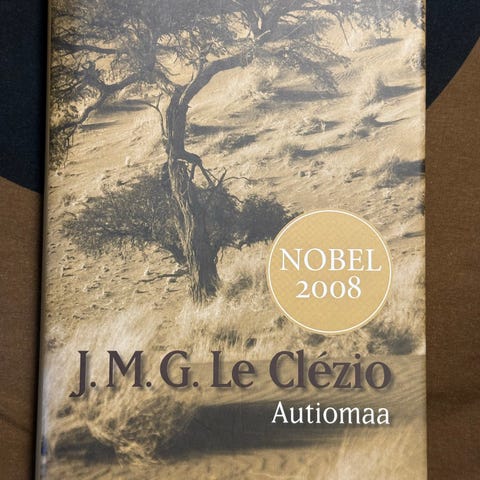 NOBEL
2008
J. M. G. Le Clézio
Autiomaa